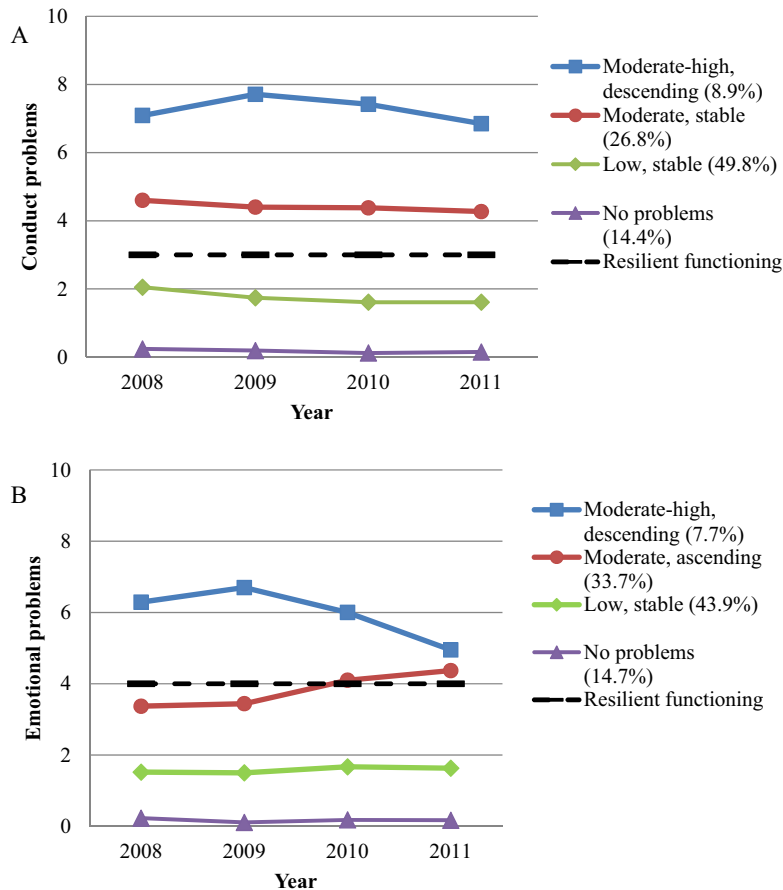 A
10
8
6
4
2
0
Conduct problems
2008 2009 2010 2011
Year
Moderate-high,
descending (8.9%)
Moderate, stable
(26.8%)
Low, stable (49.8%)
No problems
(14.4%)
Resilient functioning
B
10
8
6
4
2
0
Emotional problems
2008 2009 2010 2011
Year
Moderate-high,
descending (7.7%)
Moderate, ascending
(33.7%)
Low, stable (43.9%)
No problems
(14.7%)
Resilient functioning